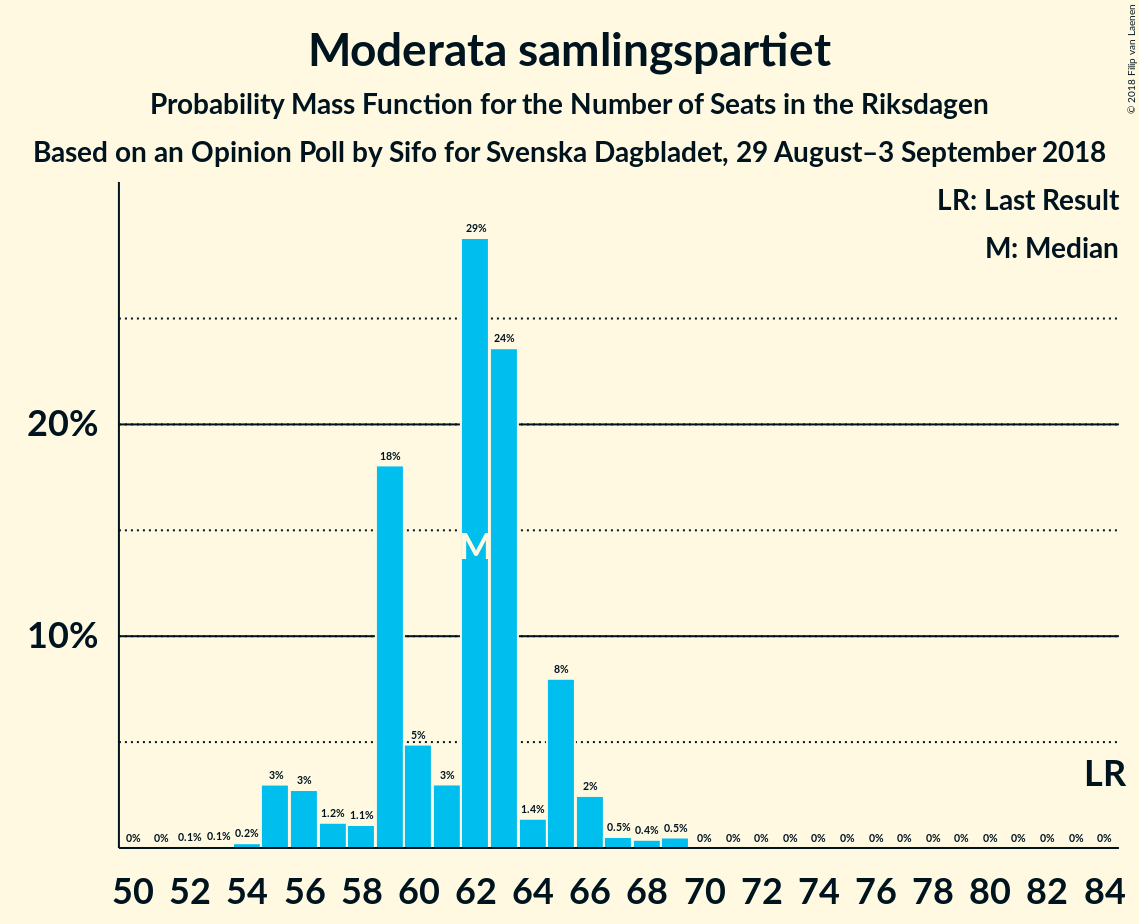 Moderata samlingspartiet
Probability Mass Function for the Number of Seats in the Riksdagen
Based on an Opinion Poll by Sifo for Svenska Dagbladet, 29 August–3 September 2018
© 2018 Filip van Laenen
LR: Last Result
M: Median
20%
10%
0% 0% 0.1% 0.1% 0.2% 3% 3% 1.2% 1.1% 18% 5% 3% 29% 24% 1.4% 8% 2% 0.5% 0.4% 0.5% 0% 0% 0% 0% 0% 0% 0% 0% 0% 0% 0% 0% 0% 0% 0%
M
LR
50 52 54 56 58 60 62 64 66 68 70 72 74 76 78 80 82 84